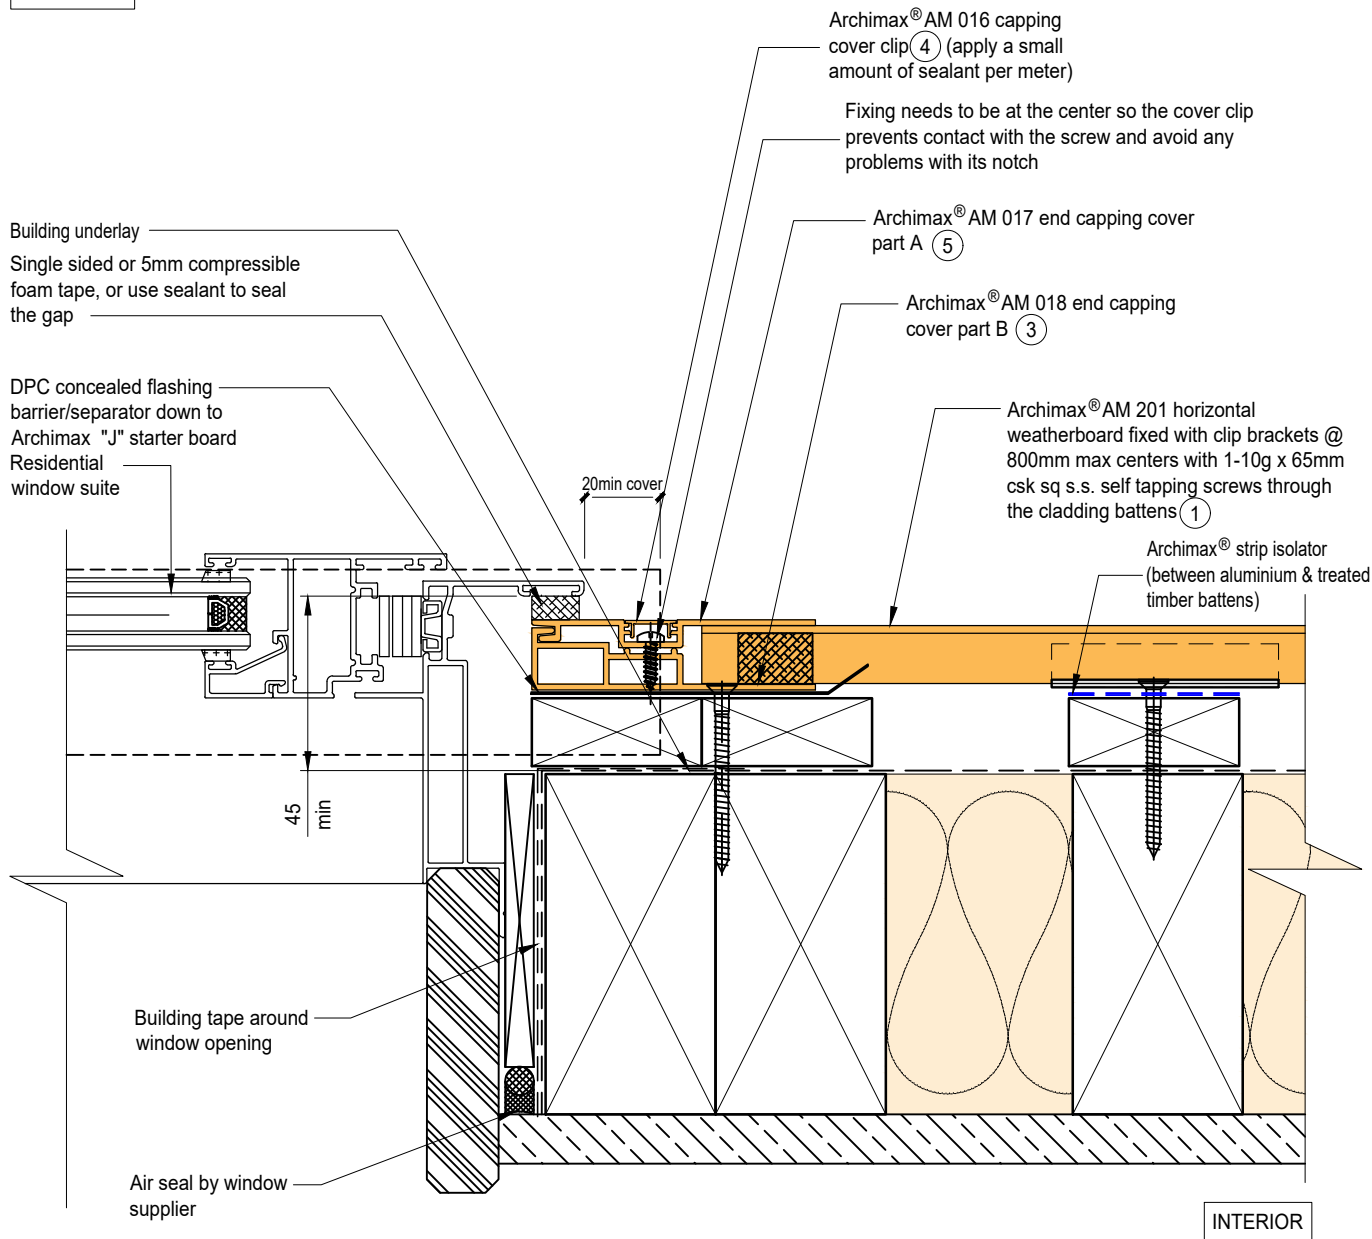 Archimax® AM 016 capping
cover clip 4 (apply a small
amount of sealant per meter)
Fixing needs to be at the center so the cover clip
prevents contact with the screw and avoid any
problems with its notch
Archimax® AM 017 end capping cover
part A 5
Archimax® AM 018 end capping
cover part B 3
Archimax® AM 201 horizontal
weatherboard fixed with clip brackets @
800mm max centers with 1-10g x 65mm
csk sq s.s. self tapping screws through
the cladding battens 1
Archimax® strip isolator
(between aluminium & treated
timber battens)
Building underlay
Single sided or 5mm compressible
foam tape, or use sealant to seal
the gap
DPC concealed flashing
barrier/separator down to
Archimax "J" starter board
Residential
window suite
20min cover
45
min
Building tape around
window opening
Air seal by window
supplier
INTERIOR